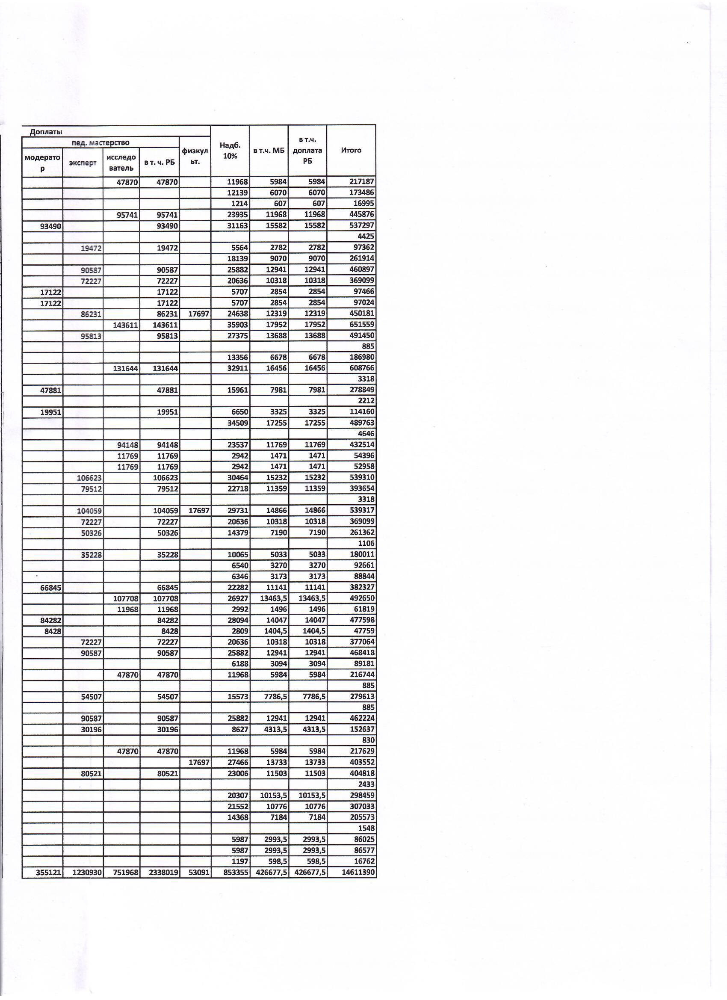 Доплаты
пед. мастерство
физкульт.
Надб. 10%
в т.ч. МБ
в т.ч. доплата РБ
Итого
модератор эксперт исследователь в т. ч. РБ
47870 47870 11968 5984 5984 217187
12139 6070 6070 173486
1214 607 607 16995
95741 95741 23935 11968 11968 445876
93490 93490 31163 15582 15582 537297
4425
19472 19472 5564 2782 2782 97362
18139 9070 9070 261914
90587 90587 25882 12941 12941 460897
72227 72227 20636 10318 10318 369099
17122 17122 5707 2854 2854 97466
17122 17122 5707 2854 2854 97024
86231 86231 17697 24638 12319 12319 450181
143611 143611 35903 17952 17952 651559
95813 95813 27375 13688 13688 491450
885
13356 6678 6678 186980
131644 131644 32911 16456 16456 608766
3318
47881 47881 15961 7981 7981 278849
2212
19951 19951 6650 3325 3325 114160
34509 17255 17255 489763
4646
94148 94148 23537 11769 11769 432514
11769 11769 2942 1471 1471 54396
11769 11769 2942 1471 1471 52958
106623 106623 30464 15232 15232 539310
79512 79512 22718 11359 11359 393654
3318
104059 104059 17697 29731 14866 14866 539317
72227 72227 20636 10318 10318 369099
50326 50326 14379 7190 7190 261362
1106
35228 35228 10065 5033 5033 180011
6540 3270 3270 92661
6346 3173 3173 88844
66845 66845 22282 11141 11141 382327
107708 107708 26927 13463,5 13463,5 492650
11968 11968 2992 1496 1496 61819
84282 84282 28094 14047 14047 477598
8428 8428 2809 1404,5 1404,5 47759
72227 72227 20636 10318 10318 377064
90587 90587 25882 12941 12941 468418
6188 3094 3094 89181
47870 47870 11968 5984 5984 216744
885
54507 54507 15573 7786,5 7786,5 279613
885
90587 90587 25882 12941 12941 462224
30196 30196 8627 4313,5 4313,5 152637
830
47870 47870 11968 5984 5984 217629
17697 27466 13733 13733 403552
80521 80521 23006 11503 11503 404818
2433
20307 10153,5 10153,5 298459
21552 10776 10776 307033
14368 7184 7184 205573
1548
5987 2993,5 2993,5 86025
5987 2993,5 2993,5 86577
1197 598,5 598,5 16762
355121 1230930 751968 2338019 53091 853355 426677,5 426677,5 14611390